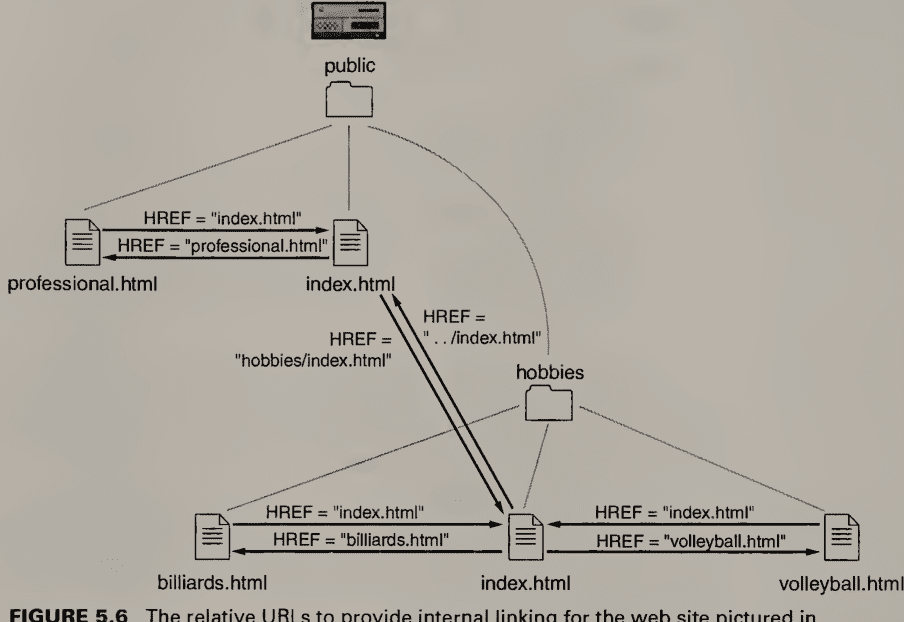 public
HREF = "index.html"
HREF = "professional.html"
professional.html
index.html
HREF =
"../index.html"
HREF =
"hobbies/index.html"
hobbies
HREF = "index.html"
HREF = "index.html"
HREF = "billiards.html"
HREF = "volleyball.html"
billiards.html
index.html
volleyball.html
FIGURE 5.6 The relative URLs to provide internal linking for the web site pictured in